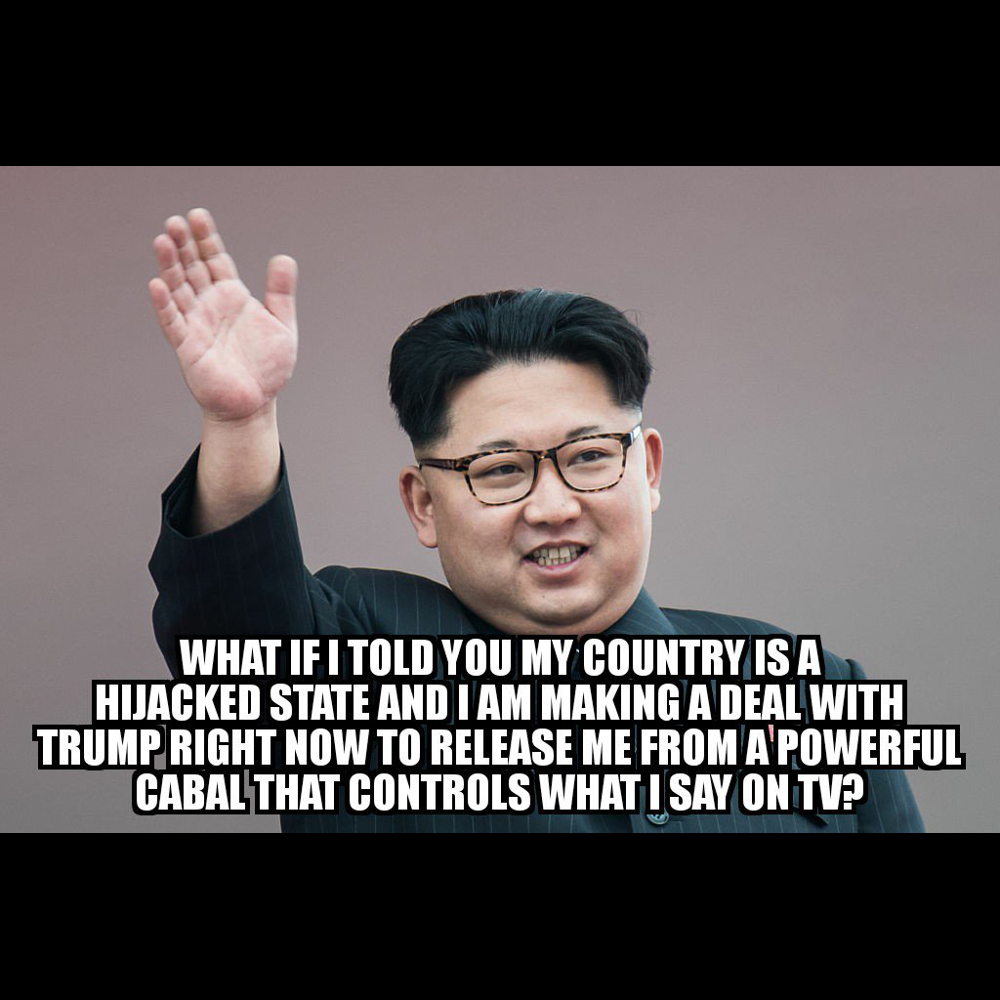 WHAT IF I TOLD YOU MY COUNTRY IS A
HIJACKED STATE AND I AM MAKING A DEAL WITH
TRUMP RIGHT NOW TO RELEASE ME FROM A POWERFUL
CABAL THAT CONTROLS WHAT I SAY ON TV?